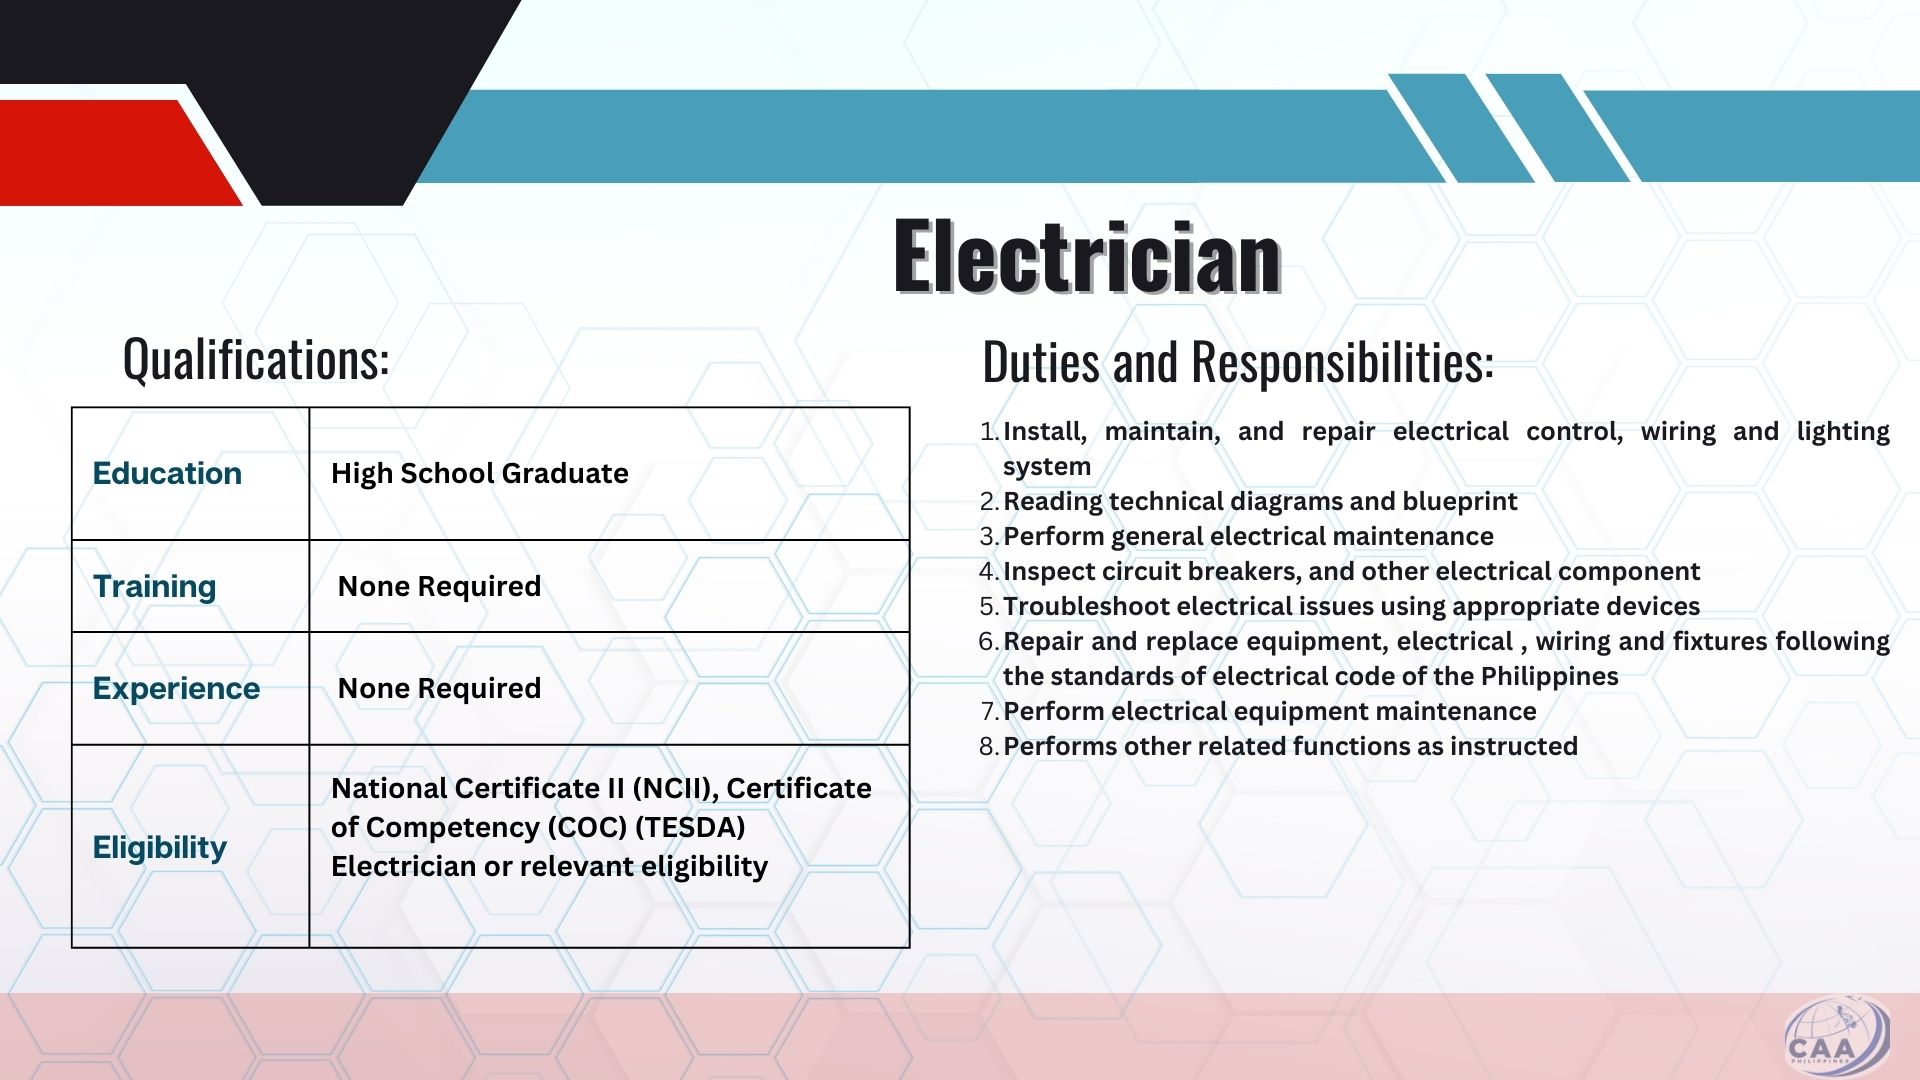 Electrician
Qualifications:
Education
High School Graduate
Training
None Required
Experience
None Required
Eligibility
National Certificate II (NCII), Certificate
of Competency (COC) (TESDA)
Electrician or relevant eligibility
Duties and Responsibilities:
1. Install, maintain, and repair electrical control, wiring and lighting
system
2. Reading technical diagrams and blueprint
3. Perform general electrical maintenance
4. Inspect circuit breakers, and other electrical component
5. Troubleshoot electrical issues using appropriate devices
6. Repair and replace equipment, electrical , wiring and fixtures following
the standards of electrical code of the Philippines
7. Perform electrical equipment maintenance
8. Performs other related functions as instructed
CAA
PHILIPPINES